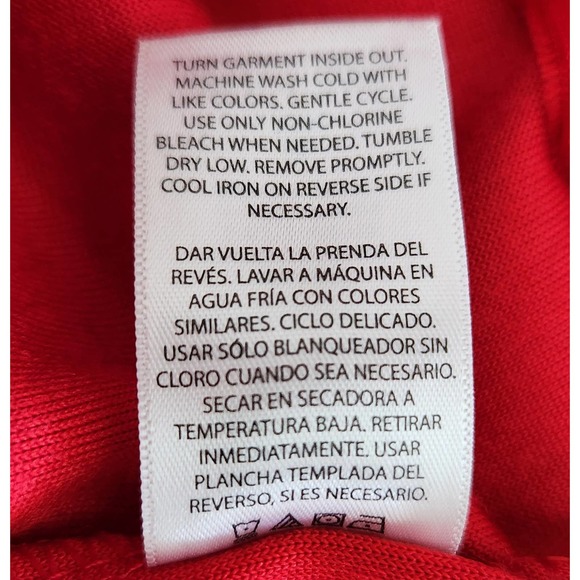 TURN GARMENT INSIDE OUT.
MACHINE WASH COLD WITH
LIKE COLORS. GENTLE CYCLE.
USE ONLY NON-CHLORINE
BLEACH WHEN NEEDED. TUMBLE
DRY LOW. REMOVE PROMPTLY.
COOL IRON ON REVERSE SIDE IF
NECESSARY.
DAR VUELTA LA PRENDA DEL
REVÉS. LAVAR A MÁQUINA EN
AGUA FRÍA CON COLORES
SIMILARES. CICLO DELICADO.
USAR SÓLO BLANQUEADOR SIN
CLORO CUANDO SEA NECESARIO.
SECAR EN SECADORA A
TEMPERATURA BAJA. RETIRAR
INMEDIATAMENTE. USAR
PLANCHA TEMPLADA DEL
REVERSO, SI ES NECESARIO.